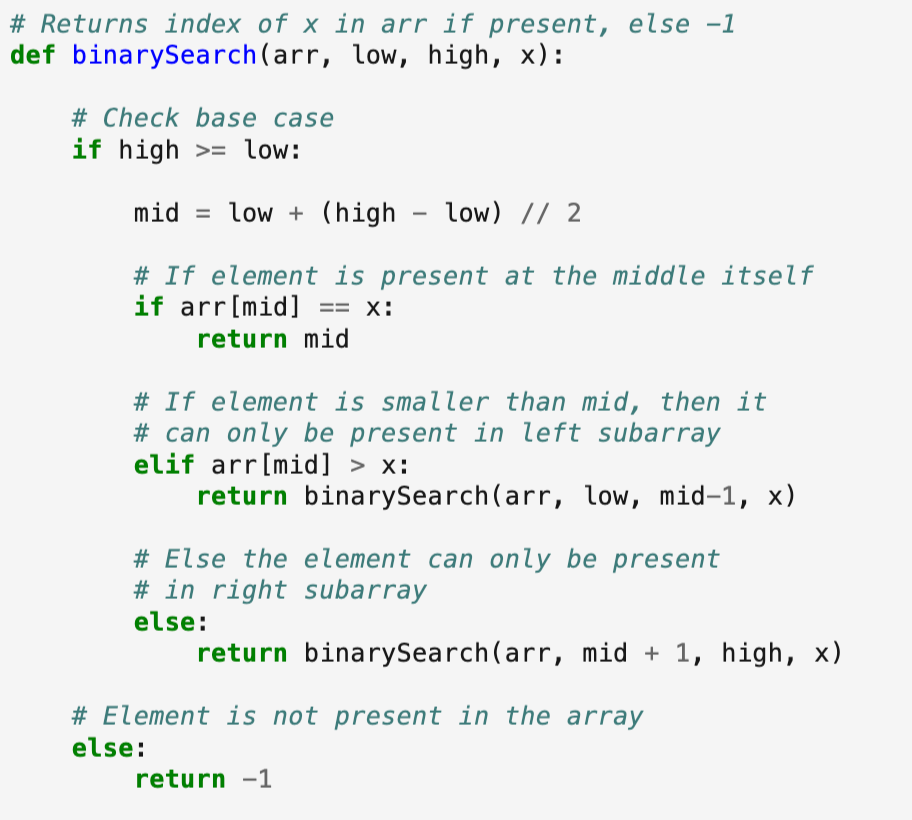 # Returns index of x in arr if present, else -1
def binarySearch(arr, low, high, x):
    # Check base case
    if high >= low:
        mid = low + (high - low) // 2
        # If element is present at the middle itself
        if arr[mid] == x:
            return mid
        # If element is smaller than mid, then it
        # can only be present in left subarray
        elif arr[mid] > x:
            return binarySearch(arr, low, mid-1, x)
        # Else the element can only be present
        # in right subarray
        else:
            return binarySearch(arr, mid + 1, high, x)
    # Element is not present in the array
    else:
        return -1